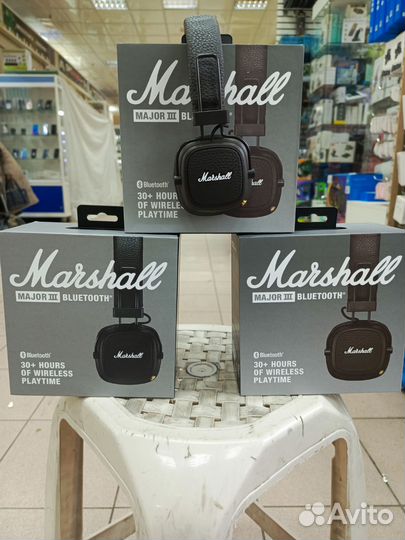 Marshall
MAJOR III BL
Bluetooth
30+ HOURS
OF WIRELESS
PLAYTIME
Marshall
Marshall
MAJOR III BLUETOOTH
Bluetooth
30+ HOURS
OF WIRELESS
PLAYTIME
Marshall
Marshall
MAJOR III BLUETOOTH
Bluetooth
30+ HOURS
OF WIRELESS
PLAYTIME
Marshall
Avito